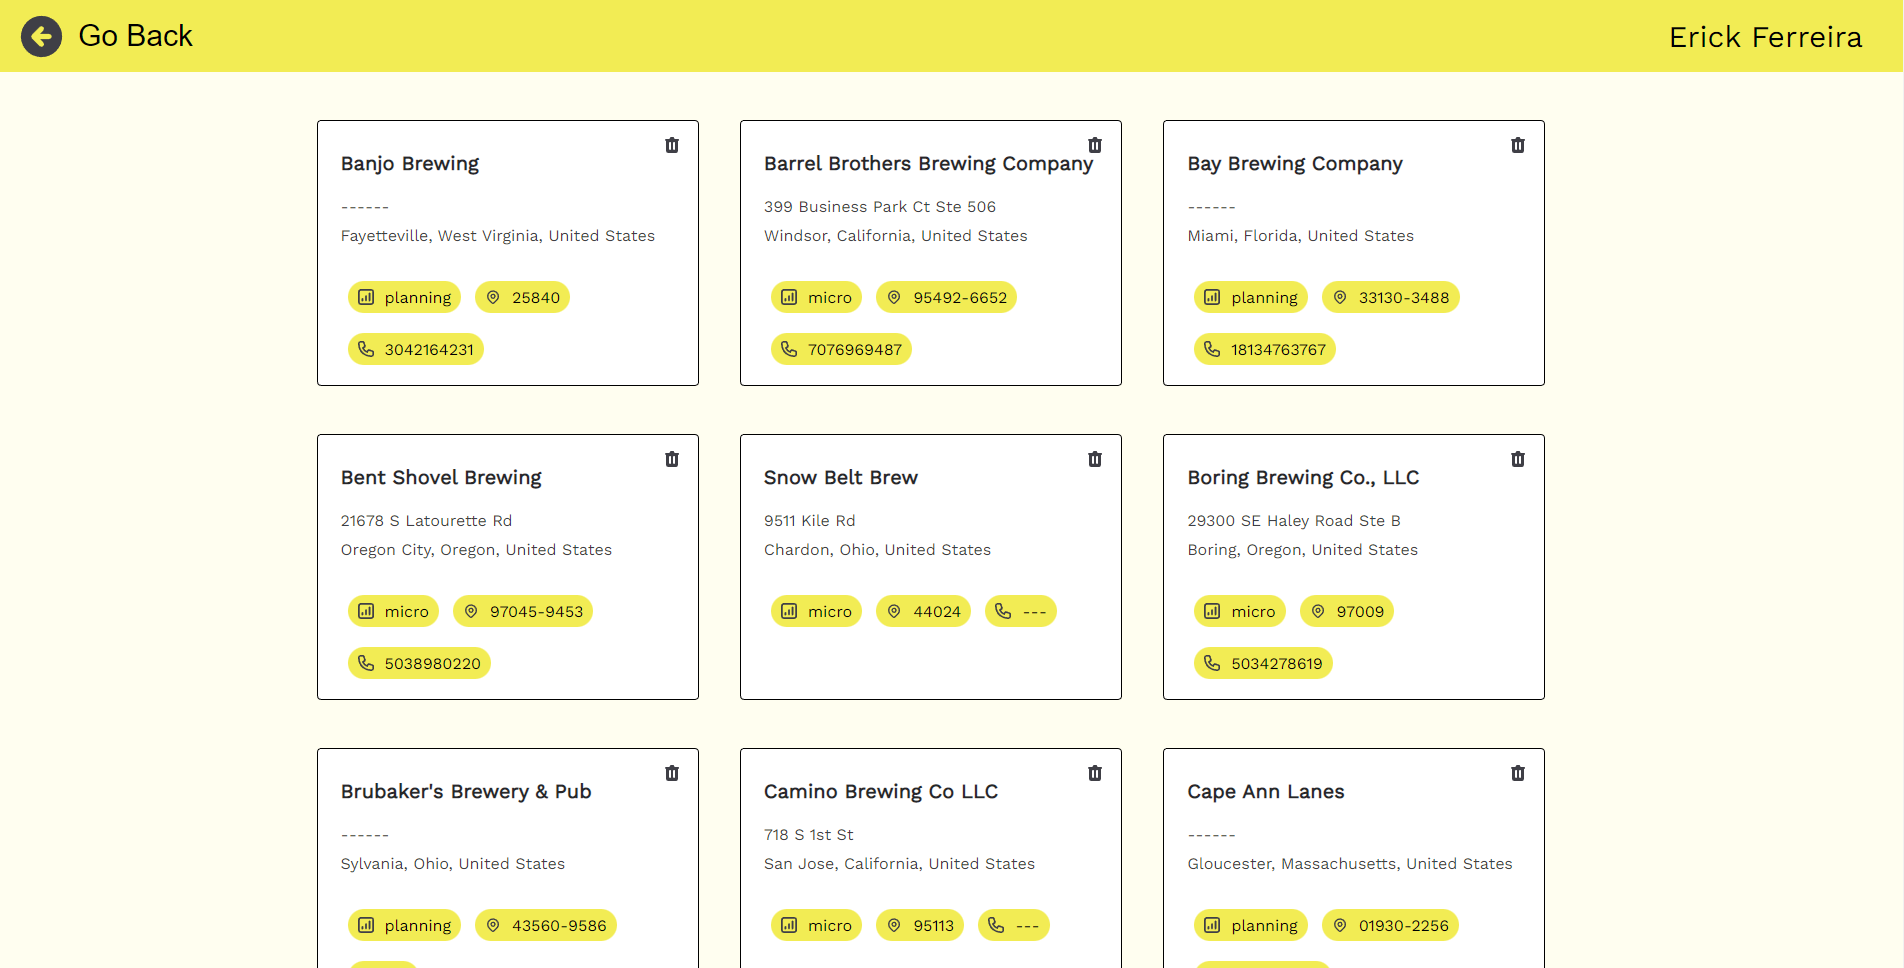 Go Back
Erick Ferreira
Banjo Brewing
------
Fayetteville, West Virginia, United States
planning
25840
3042164231
Barrel Brothers Brewing Company
399 Business Park Ct Ste 506
Windsor, California, United States
micro
95492-6652
7076969487
Bay Brewing Company
------
Miami, Florida, United States
planning
33130-3488
18134763767
Bent Shovel Brewing
21678 S Latourette Rd
Oregon City, Oregon, United States
micro
97045-9453
5038980220
Snow Belt Brew
9511 Kile Rd
Chardon, Ohio, United States
micro
44024
---
Boring Brewing Co., LLC
29300 SE Haley Road Ste B
Boring, Oregon, United States
micro
97009
5034278619
Brubaker's Brewery & Pub
------
Sylvania, Ohio, United States
planning
43560-9586
Camino Brewing Co LLC
718 S 1st St
San Jose, California, United States
micro
95113
---
Cape Ann Lanes
------
Gloucester, Massachusetts, United States
planning
01930-2256